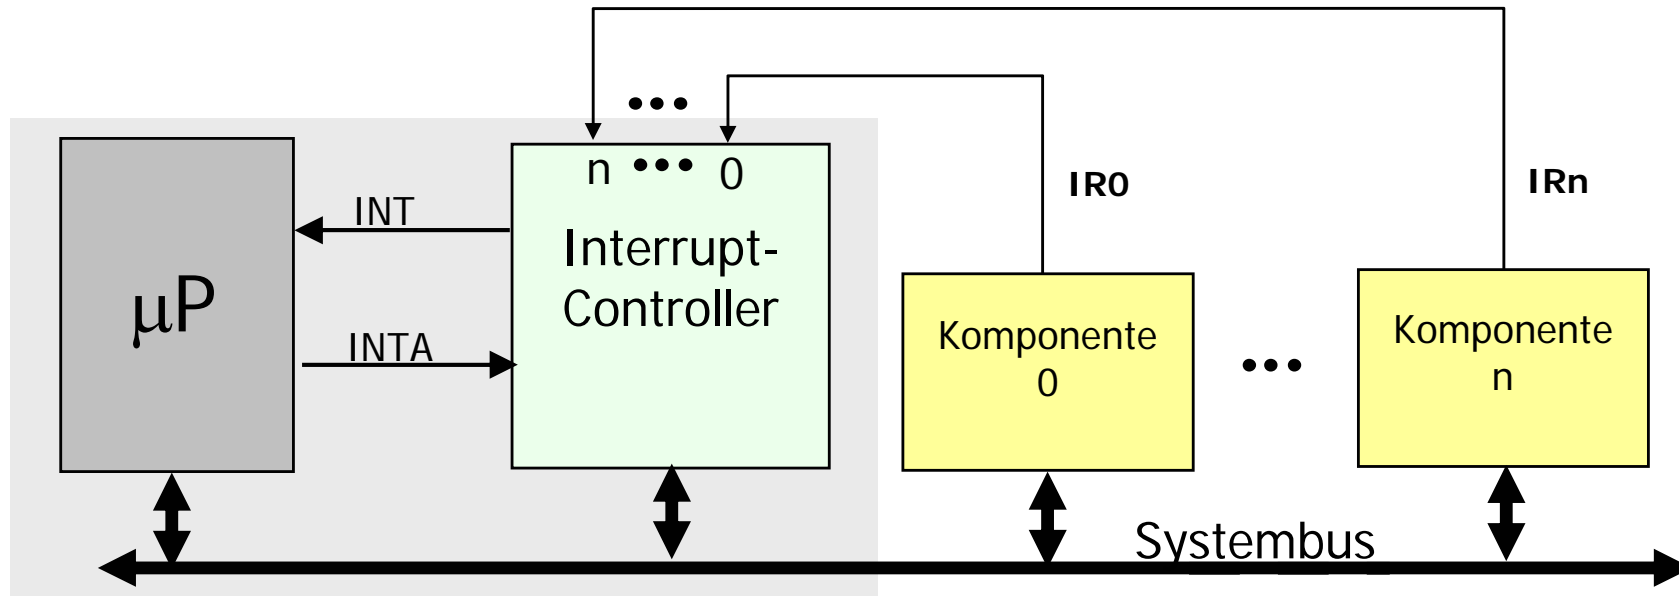 n ••• 0
IR0
IRn
INT
Interrupt-
Controller
µP
INTA
Komponente
0
•••
Komponente
n
Systembus